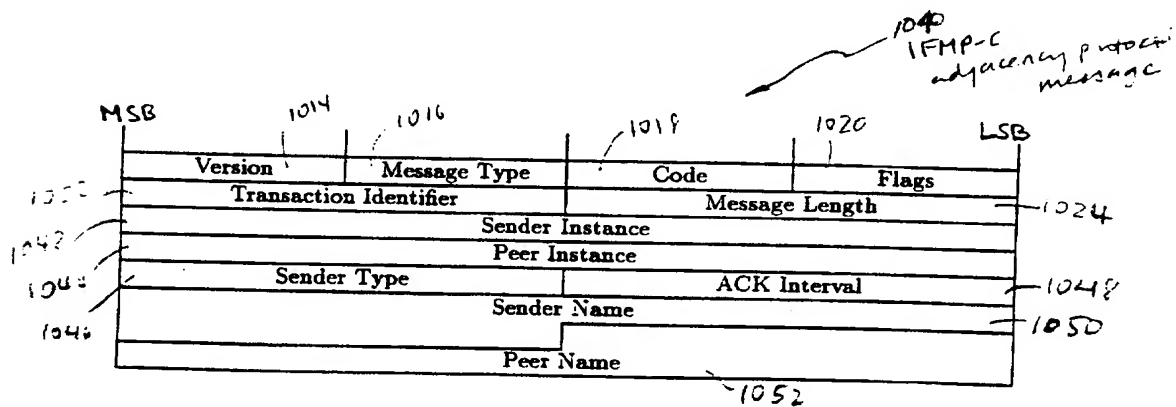 1040
IFMP-C
adjacency protocol
message
MSB 1014 1016 1018 1020 LSB
Version Message Type Code Flags
Transaction Identifier Message Length 1024
Sender Instance
Peer Instance
Sender Type ACK Interval 1048
1046 Sender Name 1050
Peer Name
1052